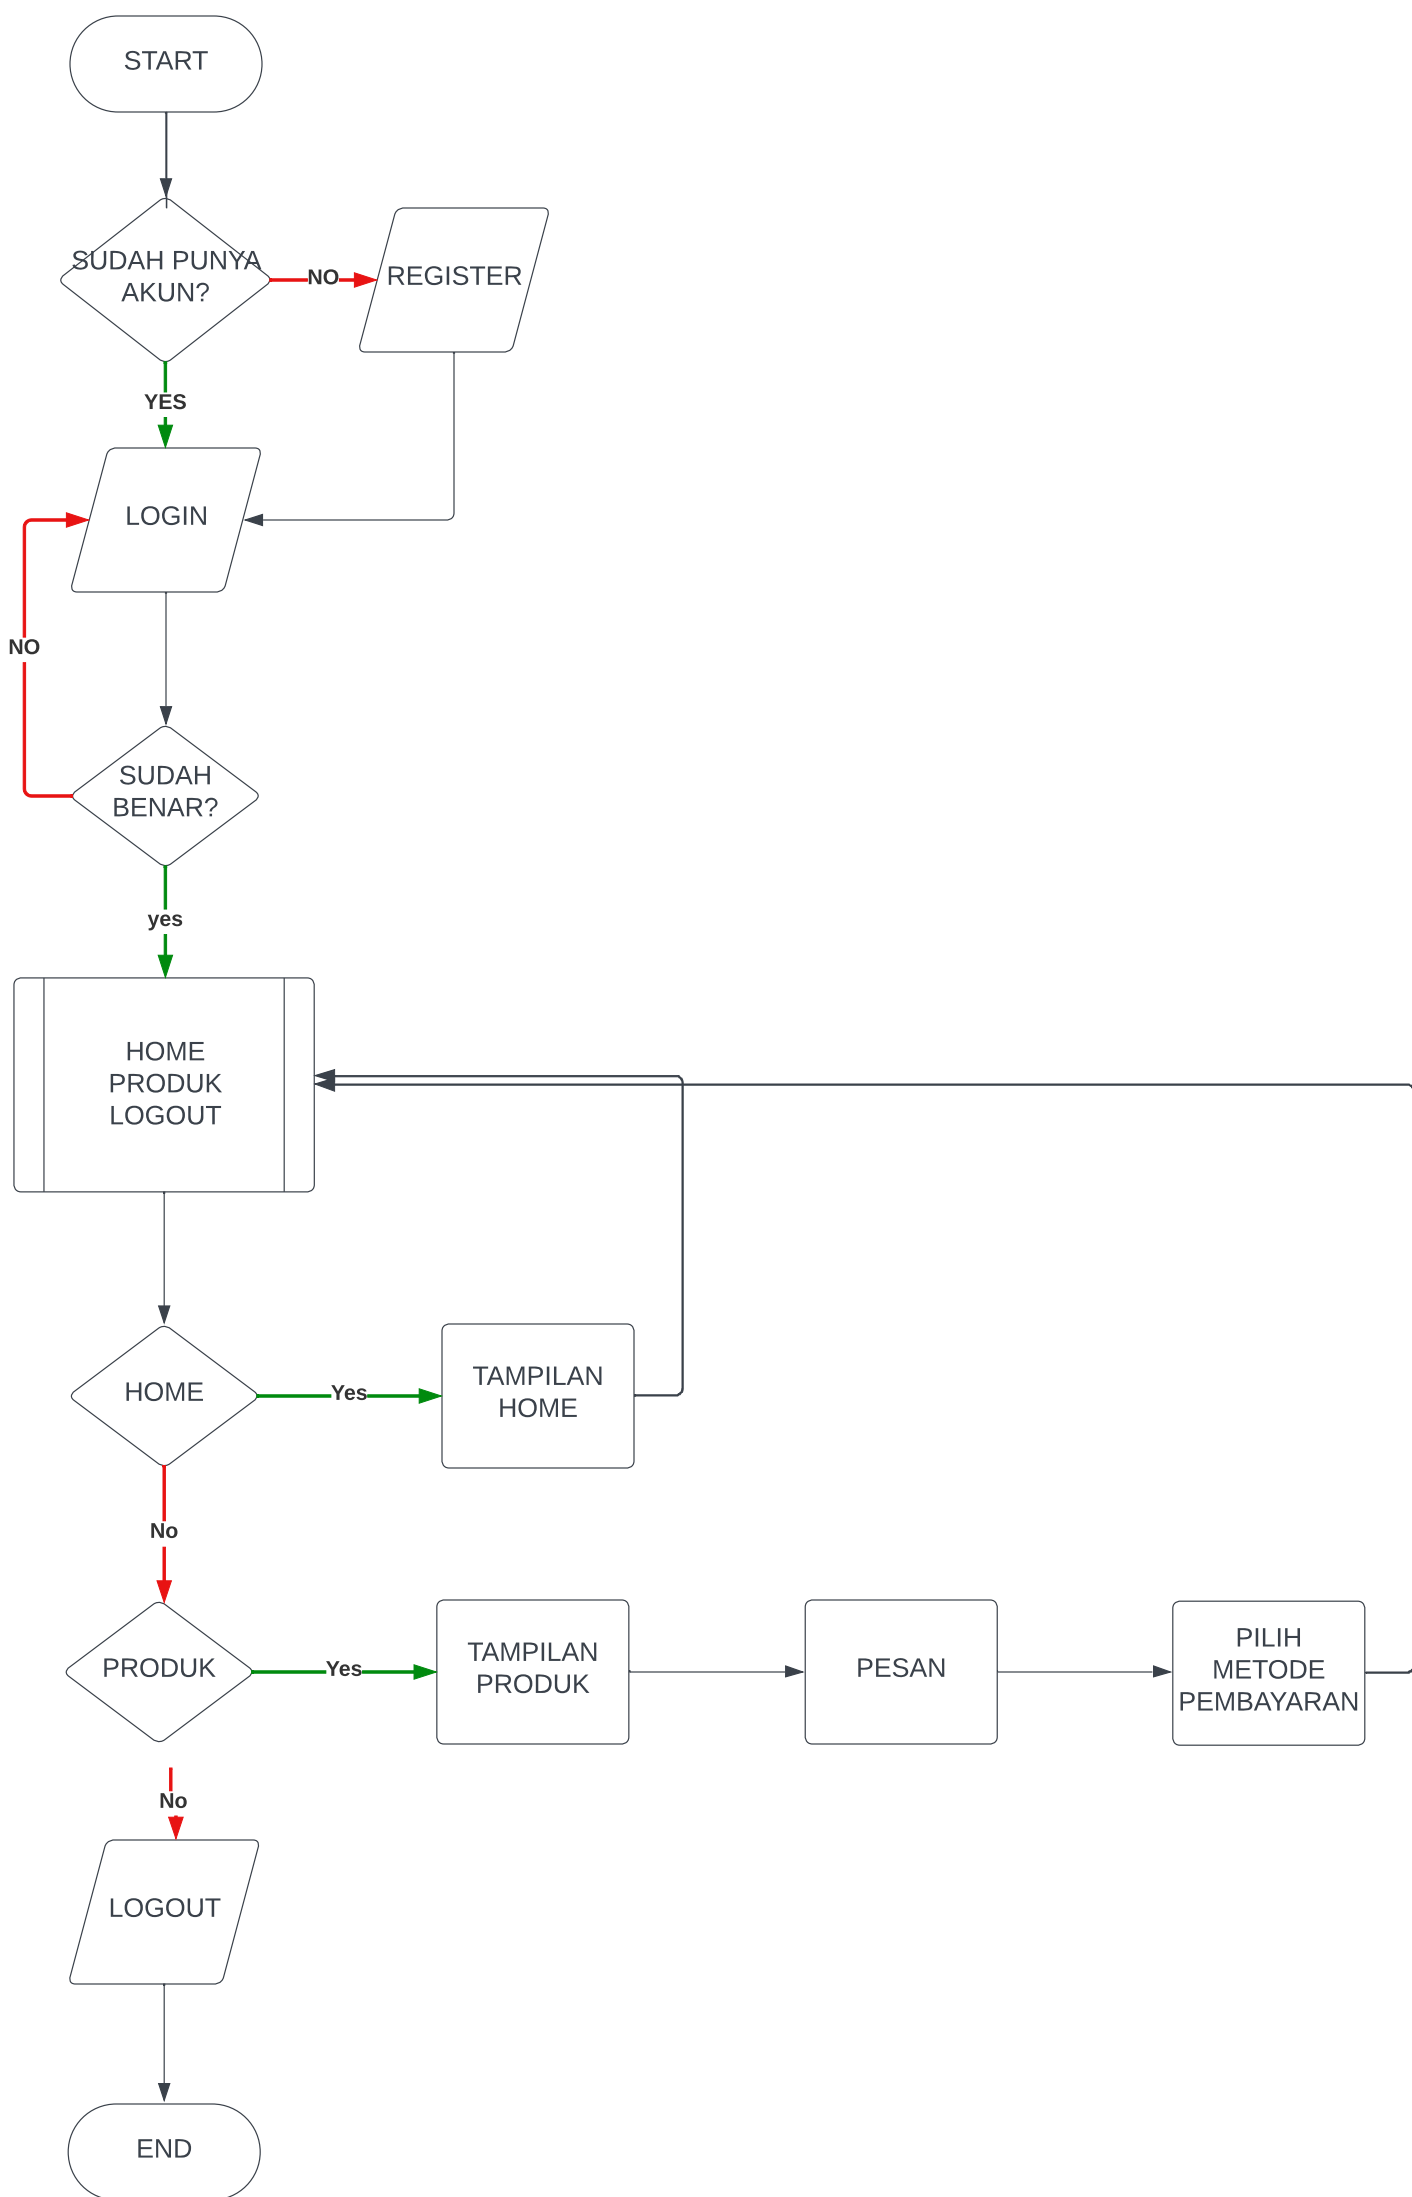 START
SUDAH PUNYA
AKUN?
NO
REGISTER
YES
LOGIN
NO
SUDAH
BENAR?
yes
HOME
PRODUK
LOGOUT
HOME
Yes
TAMPILAN
HOME
No
PRODUK
Yes
TAMPILAN
PRODUK
PESAN
PILIH
METODE
PEMBAYARAN
No
LOGOUT
END